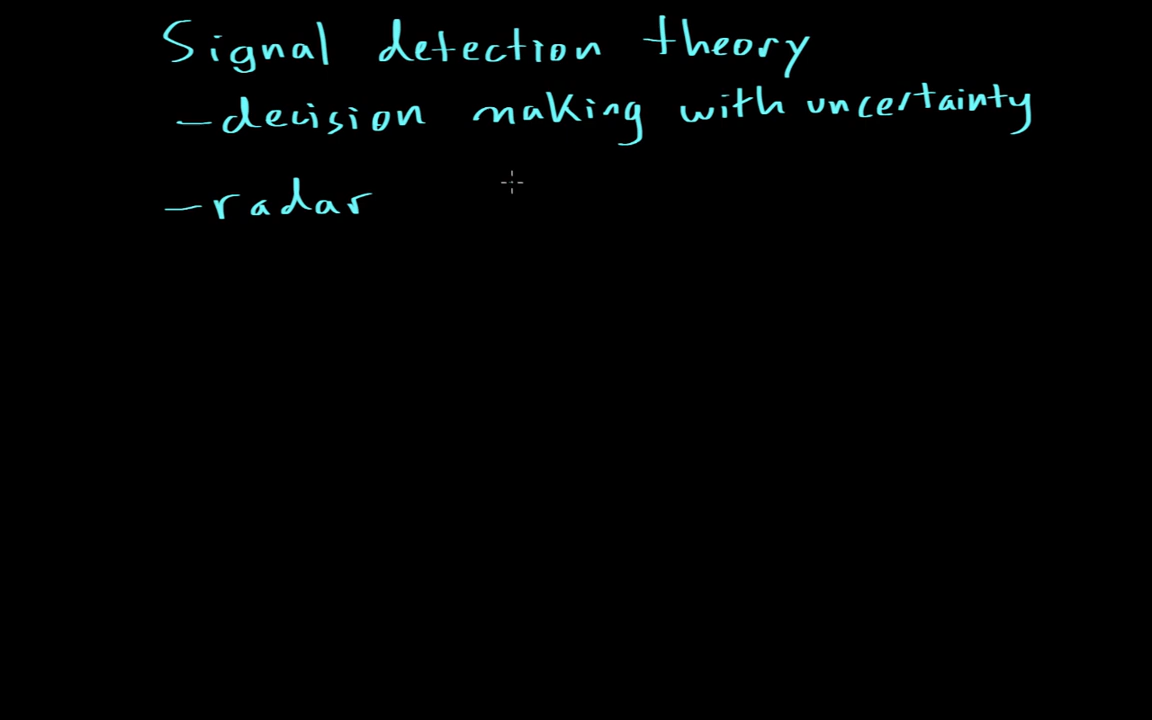 Signal detection theory
-decision making with uncertainty
-radar